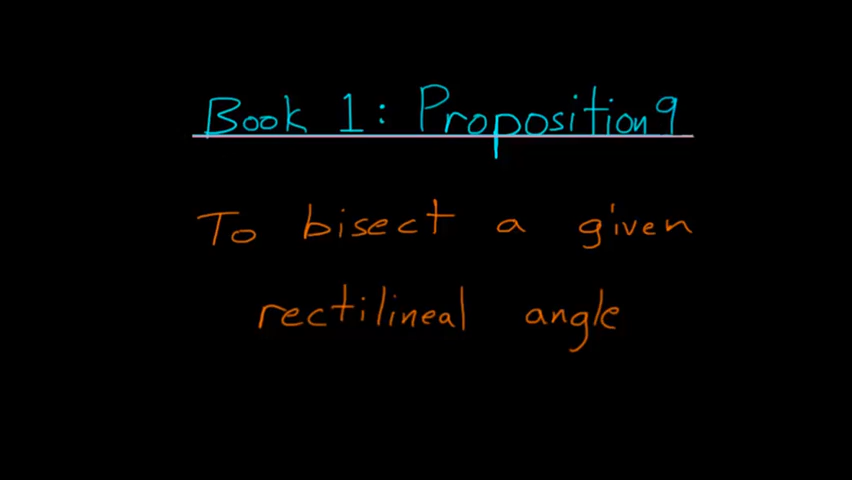 Book 1: Proposition 9
To bisect a given
rectilineal angle